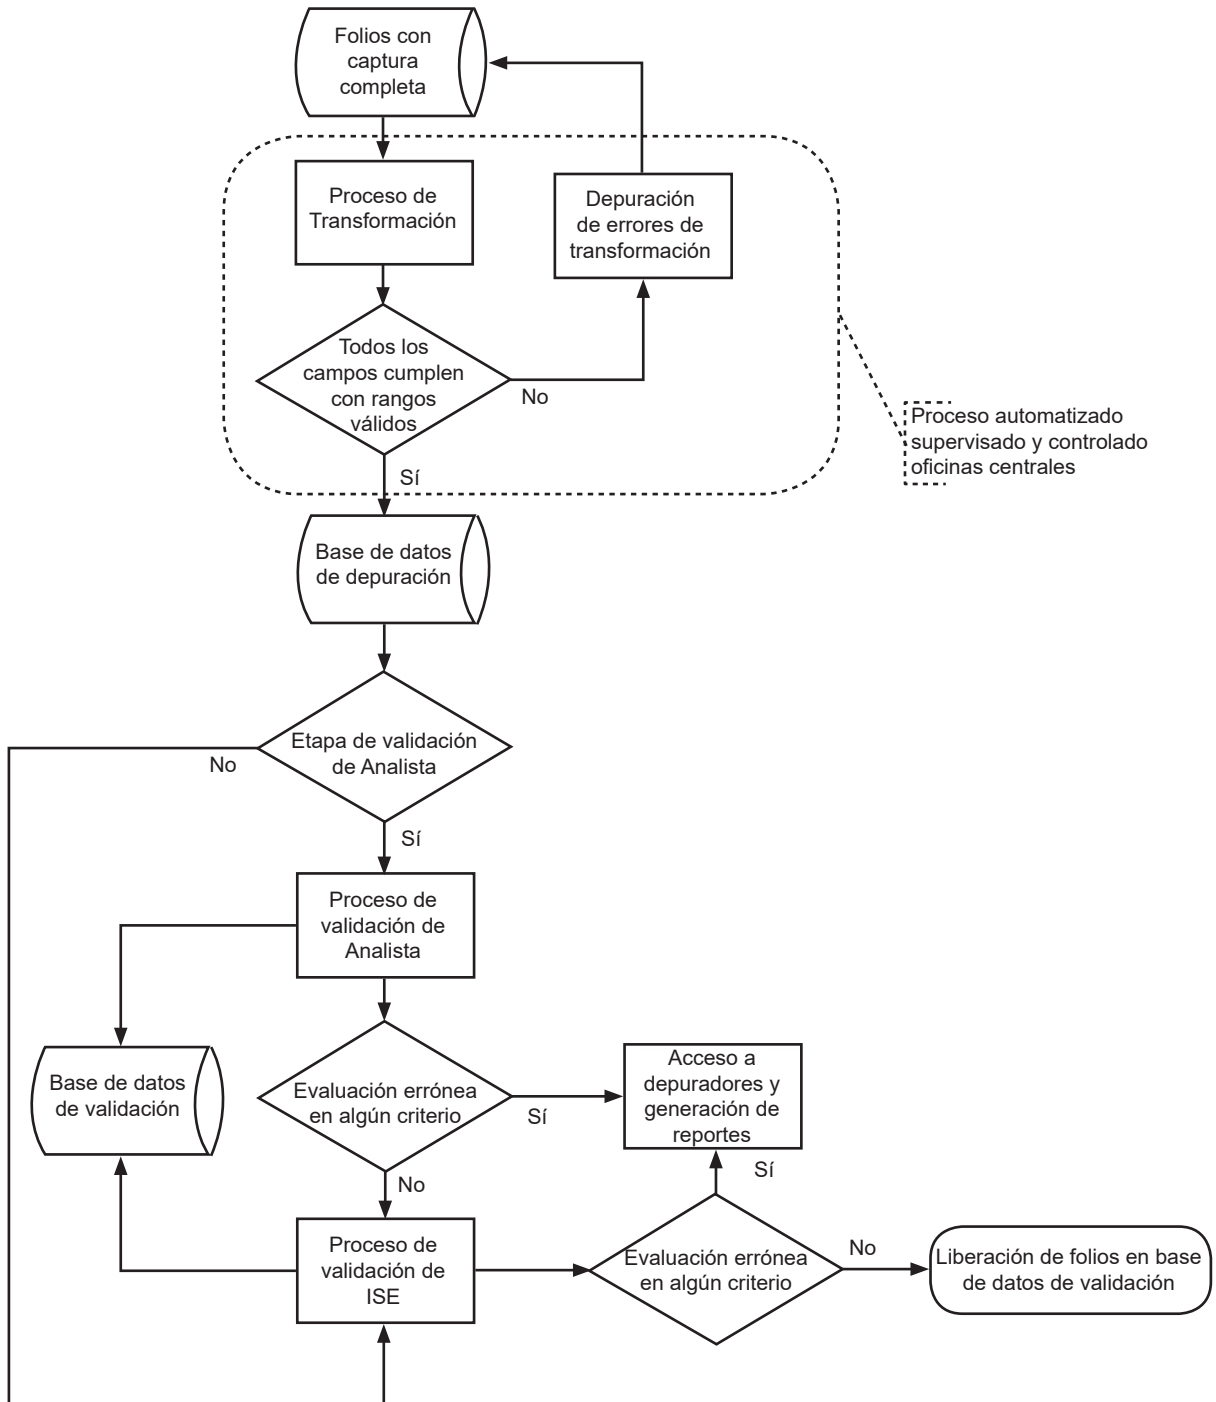 Folios con
captura
completa
Proceso de
Transformación
Depuración
de errores de
transformación
Todos los
campos cumplen
con rangos
válidos
No
Proceso automatizado
supervisado y controlado
oficinas centrales
Sí
Base de datos
de depuración
Etapa de validación
de Analista
No
Sí
Proceso de
validación de
Analista
Base de datos
de validación
Evaluación errónea
en algún criterio
Sí
Acceso a
depuradores y
generación de
reportes
No
Sí
Proceso de
validación de
ISE
Evaluación errónea
en algún criterio
No
Liberación de folios en base
de datos de validación